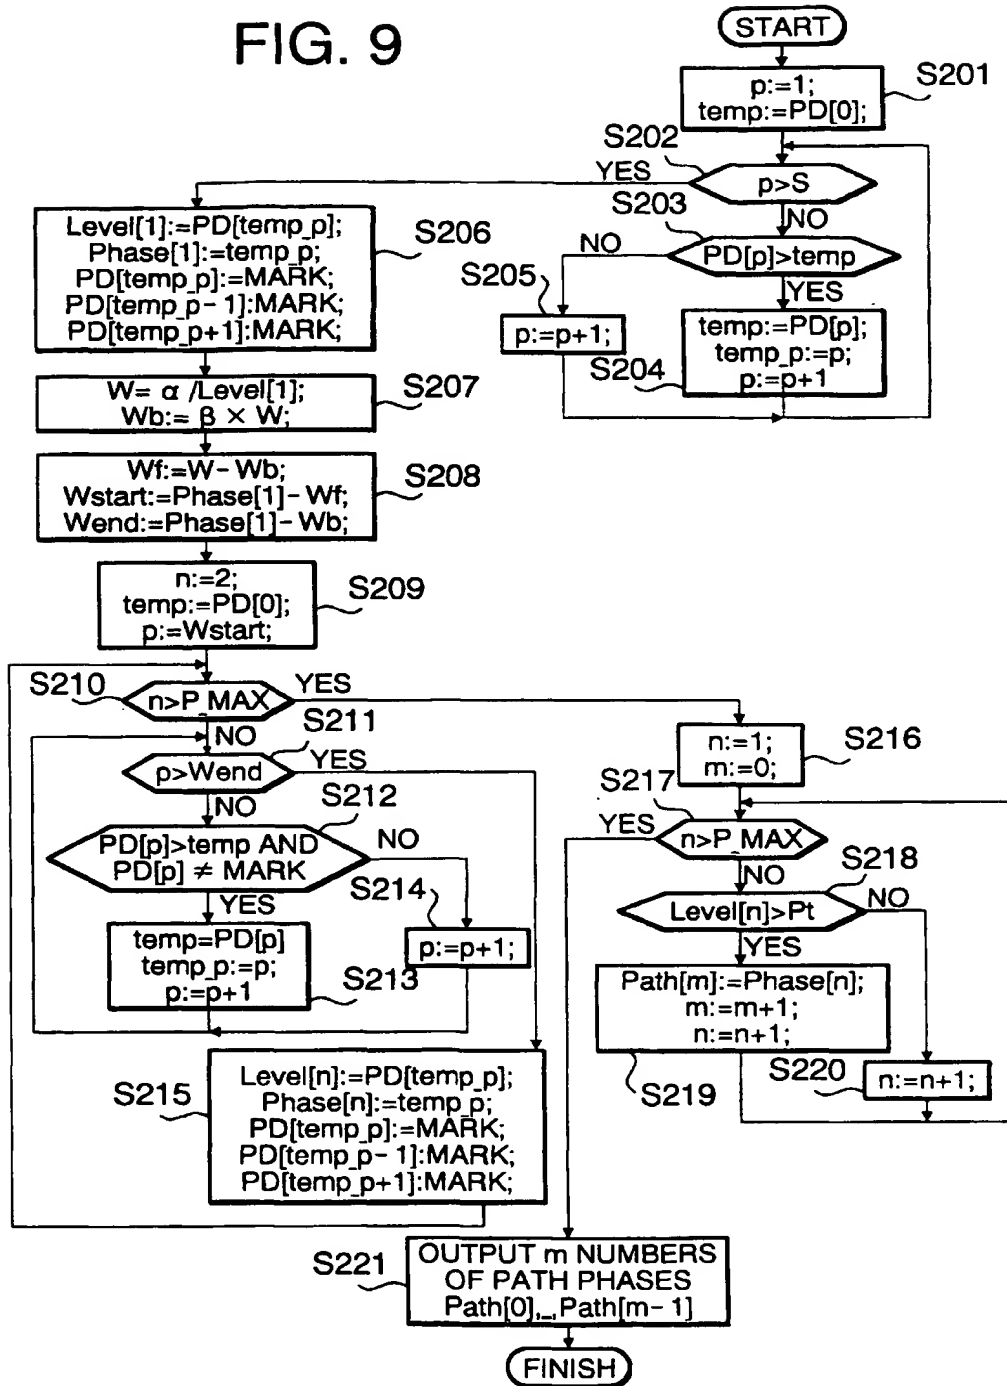 FIG. 9
START
S201
p:=1;
temp:=PD[0];
S202
YES
p>S
NO
S203
NO
PD[p]>temp
YES
S205
p:=p+1;
temp:=PD[p];
temp_p:=p;
p:=p+1
S204
Level[1]:=PD[temp_p];
Phase[1]:=temp_p;
PD[temp_p]:=MARK;
PD[temp_p-1]:MARK;
PD[temp_p+1]:MARK;
S206
W= α /Level[1];
Wb:= β × W;
S207
Wf:=W-Wb;
Wstart:=Phase[1]-Wf;
Wend:=Phase[1]-Wb;
S208
n:=2;
temp:=PD[0];
p:=Wstart;
S209
S210
n>P_MAX
YES
NO
S211
p>Wend
YES
NO
S212
PD[p]>temp AND
PD[p] ≠ MARK
NO
YES
S214
p:=p+1;
temp=PD[p]
temp_p:=p;
p:=p+1
S213
S215
Level[n]:=PD[temp_p];
Phase[n]:=temp_p;
PD[temp_p]:=MARK;
PD[temp_p-1]:MARK;
PD[temp_p+1]:MARK;
n:=1;
m:=0;
S216
S217
YES
n>P_MAX
NO
S218
Level[n]>Pt
NO
YES
Path[m]:=Phase[n];
m:=m+1;
n:=n+1;
S219
S220
n:=n+1;
S221
OUTPUT m NUMBERS
OF PATH PHASES
Path[0],_,Path[m-1]
FINISH